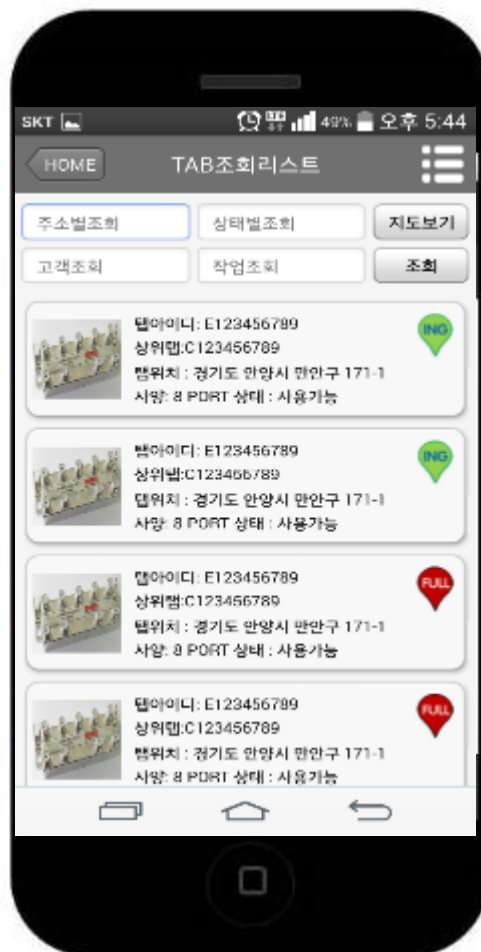 SKT 49% 오후 5:44
HOME TAB조회리스트
주소별조회 상태별조회 지도보기
고객조회 작업조회 조회
탭아이디: E123456789
ING
상위탭:C123456789
탭위치 : 경기도 안양시 만안구 171-1
사양: 8 PORT 상태 : 사용가능
탭아이디: E123456789
ING
상위탭:C123456789
탭위치 : 경기도 안양시 만안구 171-1
사양: 8 PORT 상태 : 사용가능
탭아이디: E123456789
FULL
상위탭:C123456789
탭위치 : 경기도 안양시 만안구 171-1
사양: 8 PORT 상태 : 사용가능
탭아이디: E123456789
FULL
상위탭:C123456789
탭위치 : 경기도 안양시 만안구 171-1
사양: 8 PORT 상태 : 사용가능